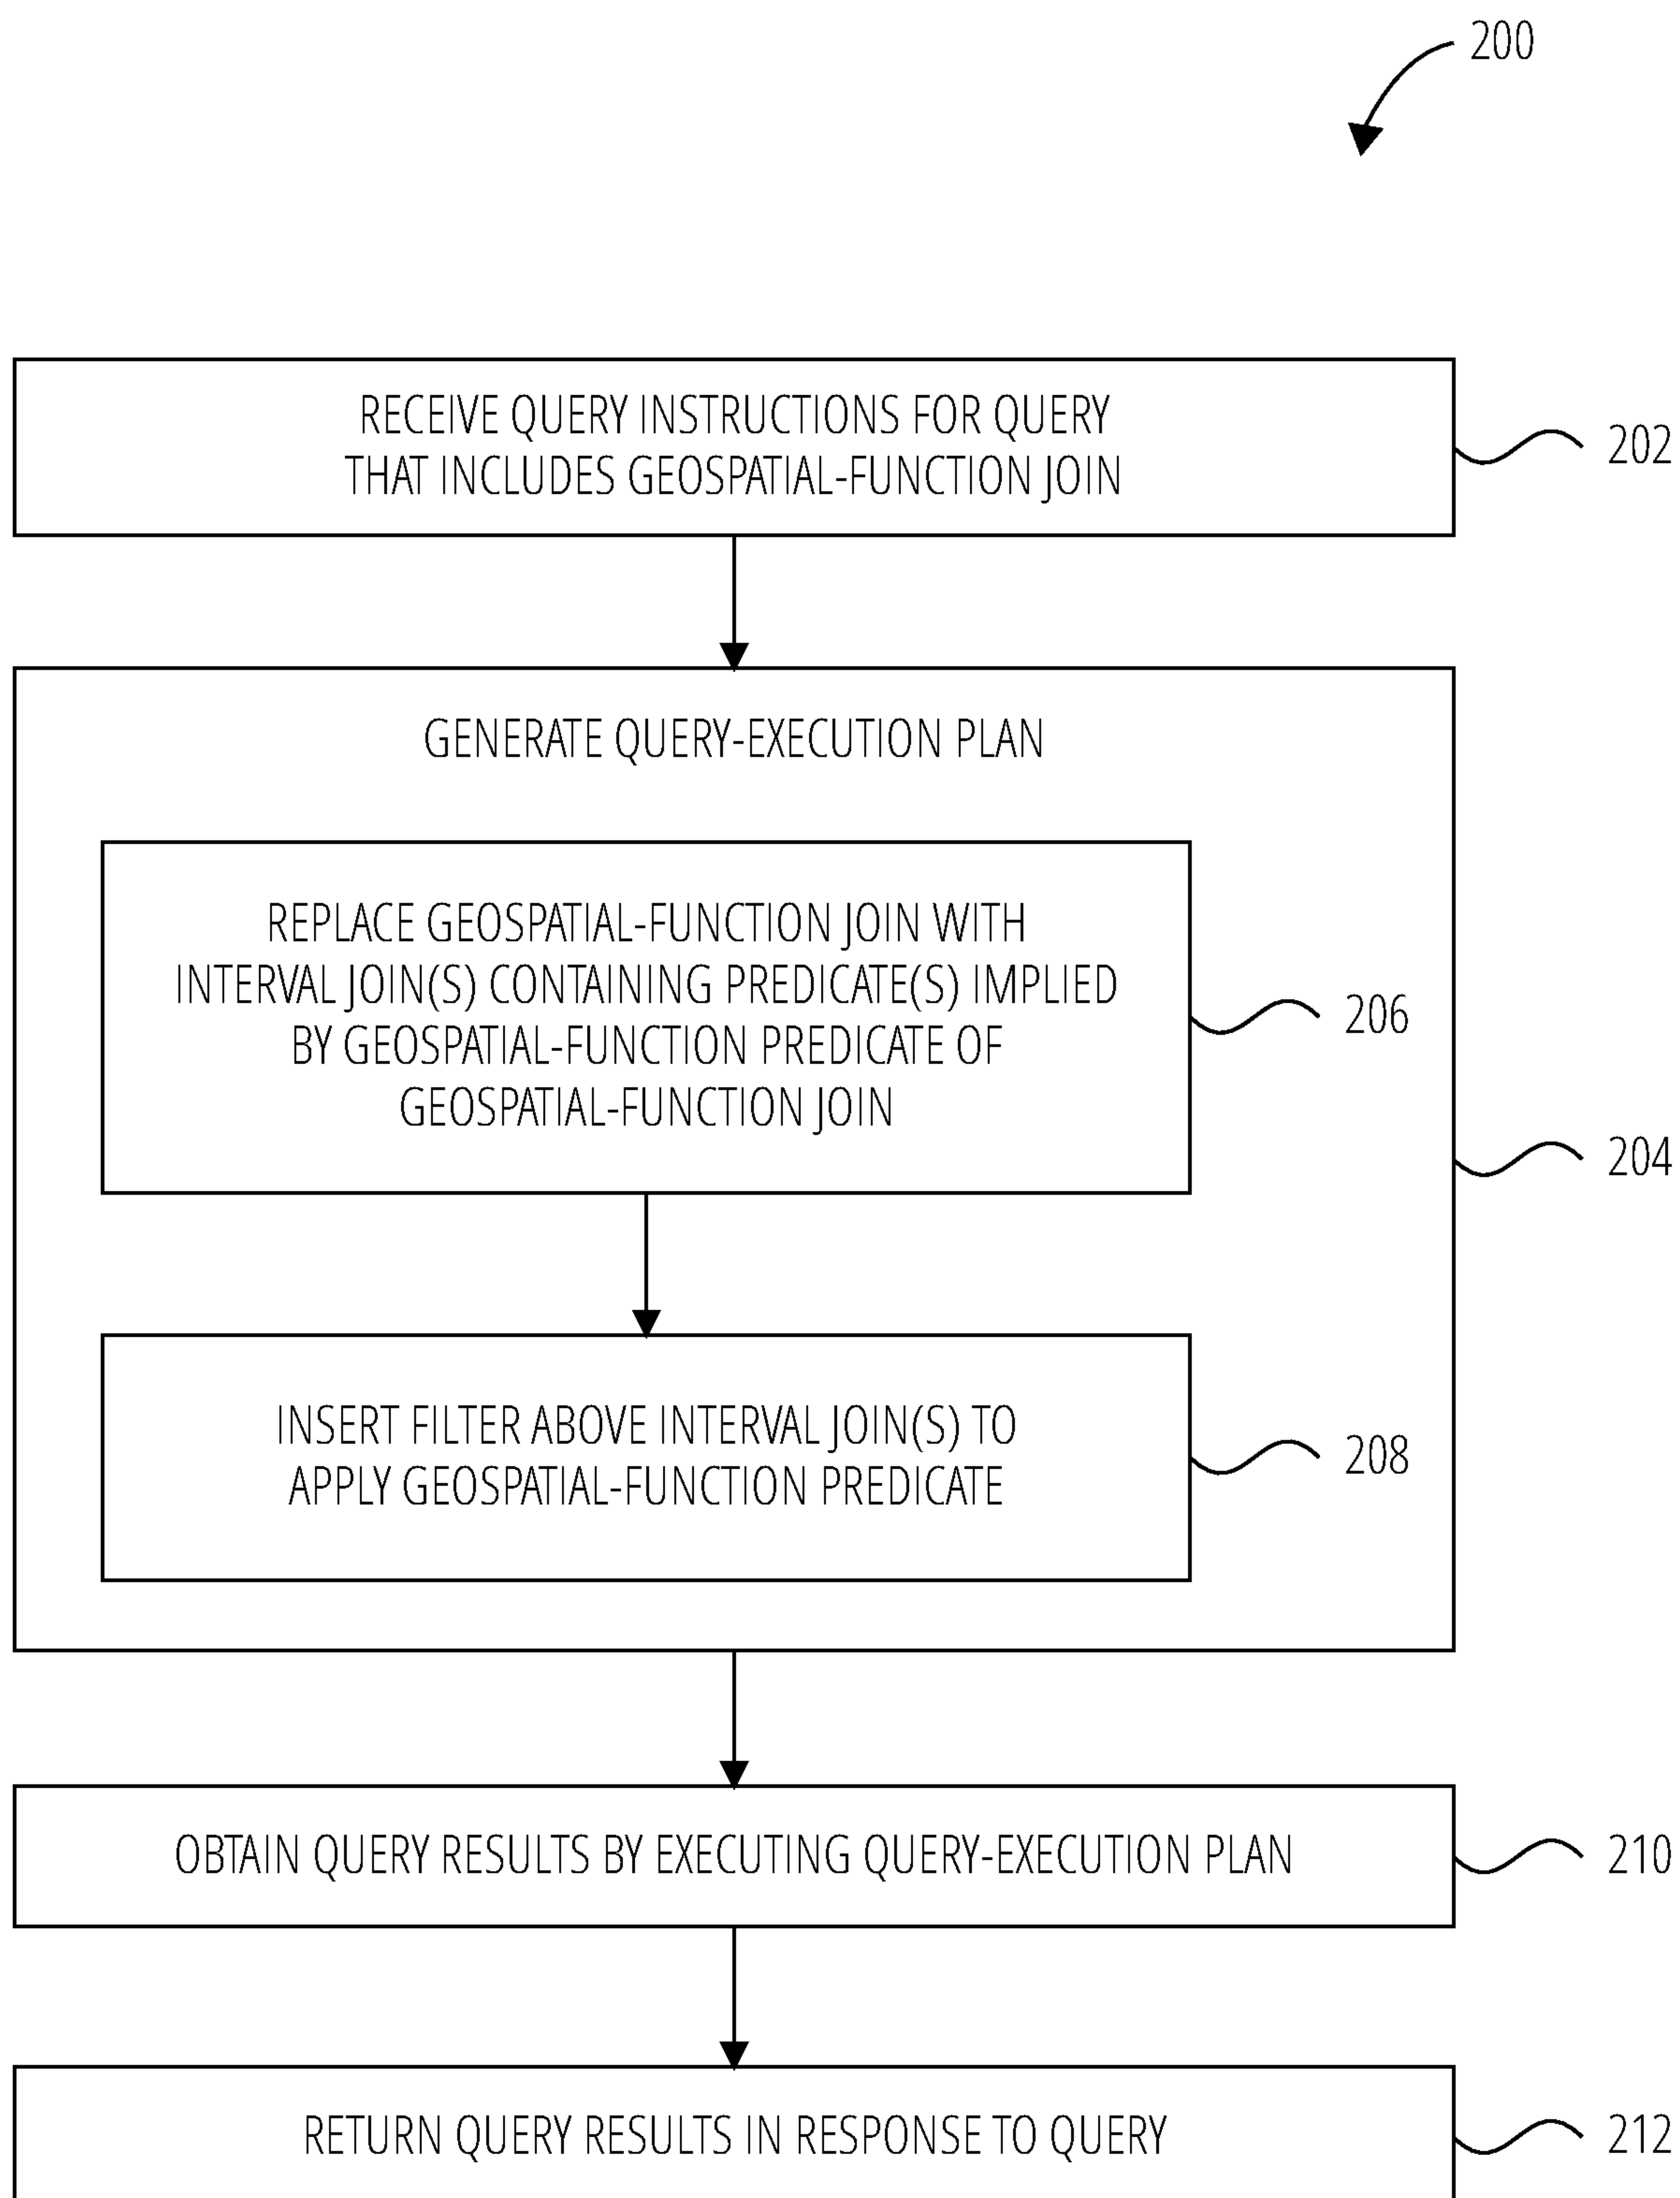 200
RECEIVE QUERY INSTRUCTIONS FOR QUERY
THAT INCLUDES GEOSPATIAL-FUNCTION JOIN
202
GENERATE QUERY-EXECUTION PLAN
REPLACE GEOSPATIAL-FUNCTION JOIN WITH
INTERVAL JOIN(S) CONTAINING PREDICATE(S) IMPLIED
BY GEOSPATIAL-FUNCTION PREDICATE OF
GEOSPATIAL-FUNCTION JOIN
206
204
INSERT FILTER ABOVE INTERVAL JOIN(S) TO
APPLY GEOSPATIAL-FUNCTION PREDICATE
208
OBTAIN QUERY RESULTS BY EXECUTING QUERY-EXECUTION PLAN
210
RETURN QUERY RESULTS IN RESPONSE TO QUERY
212